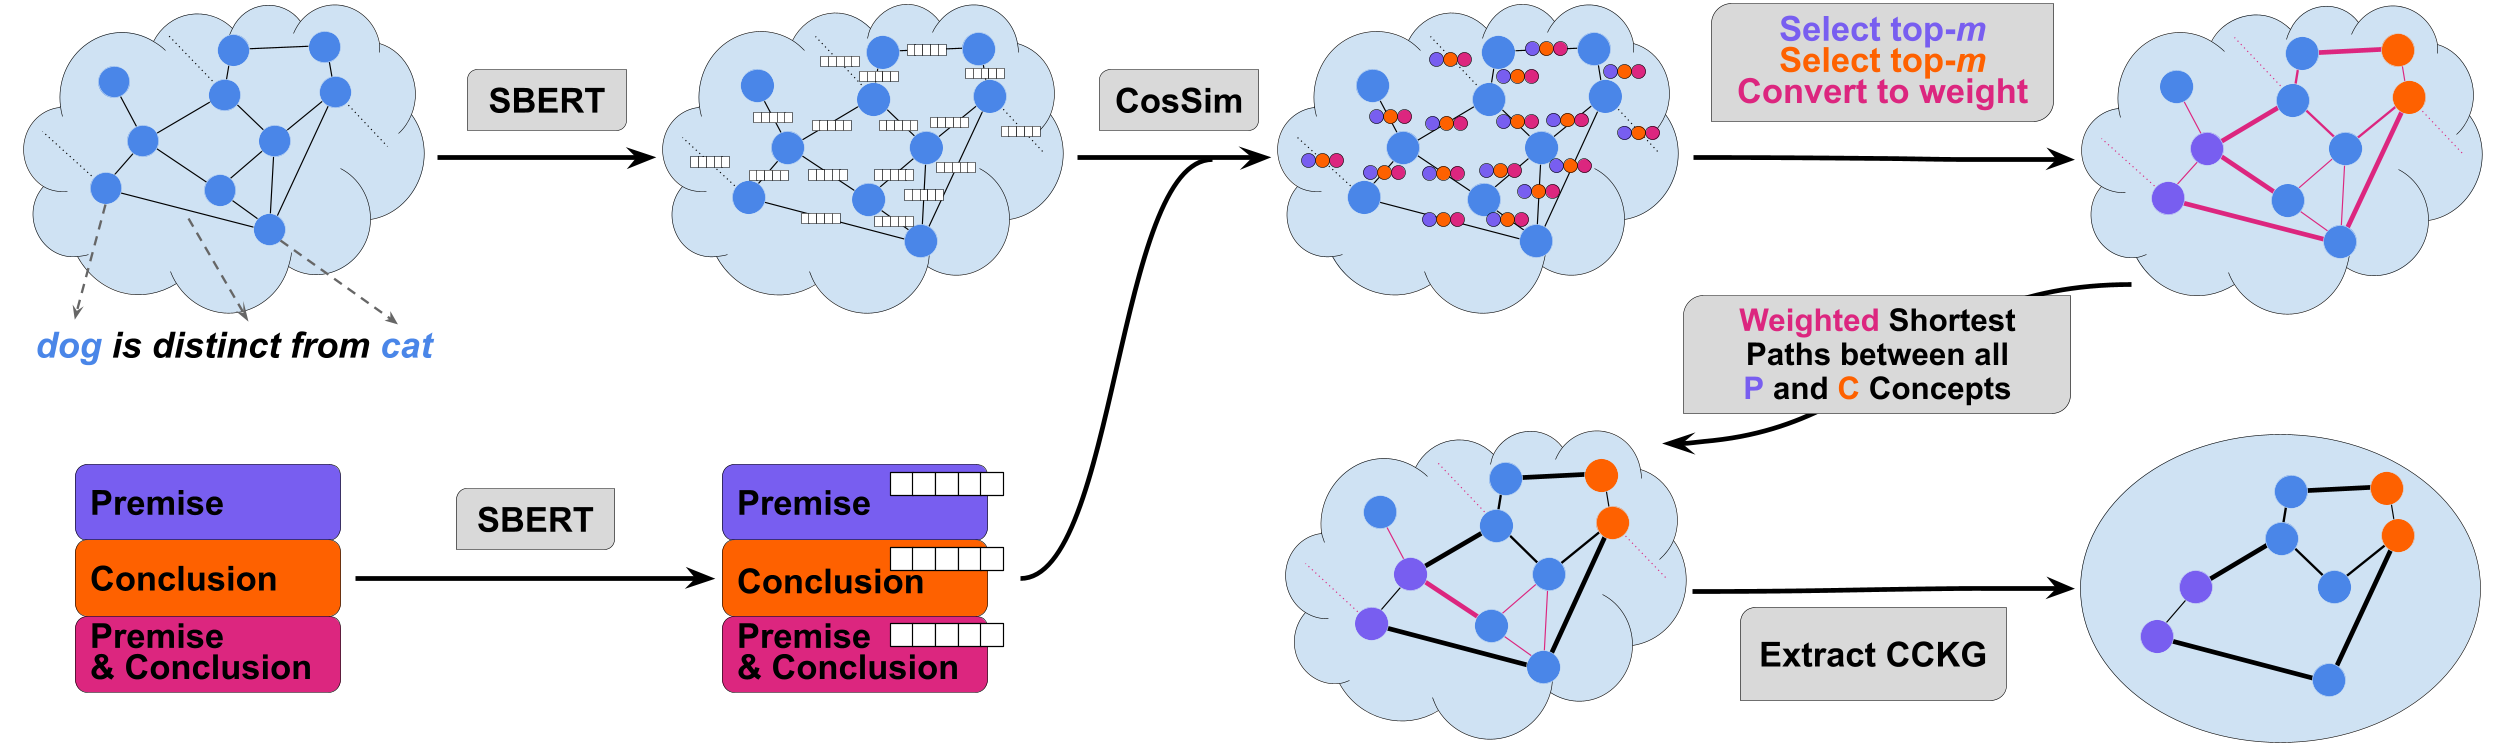 SBERT
CosSim
Select top-m
Select top-m
Convert to weight
dog is distinct from cat
Weighted Shortest
Paths between all
P and C Concepts
Premise
Conclusion
Premise
& Conclusion
SBERT
Premise
Conclusion
Premise
& Conclusion
Extract CCKG